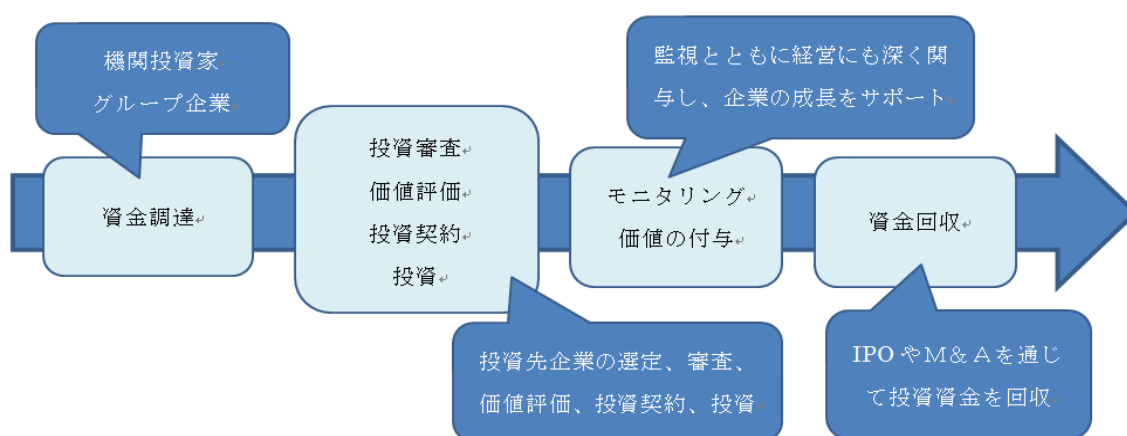 機関投資家
グループ企業
監視とともに経営にも深く関
与し、企業の成長をサポート
資金調達
投資審査
価値評価
投資契約
投資
モニタリング
価値の付与
資金回収
投資先企業の選定、審査、
価値評価、投資契約、投資
IPOやM＆Aを通じ
て投資資金を回収